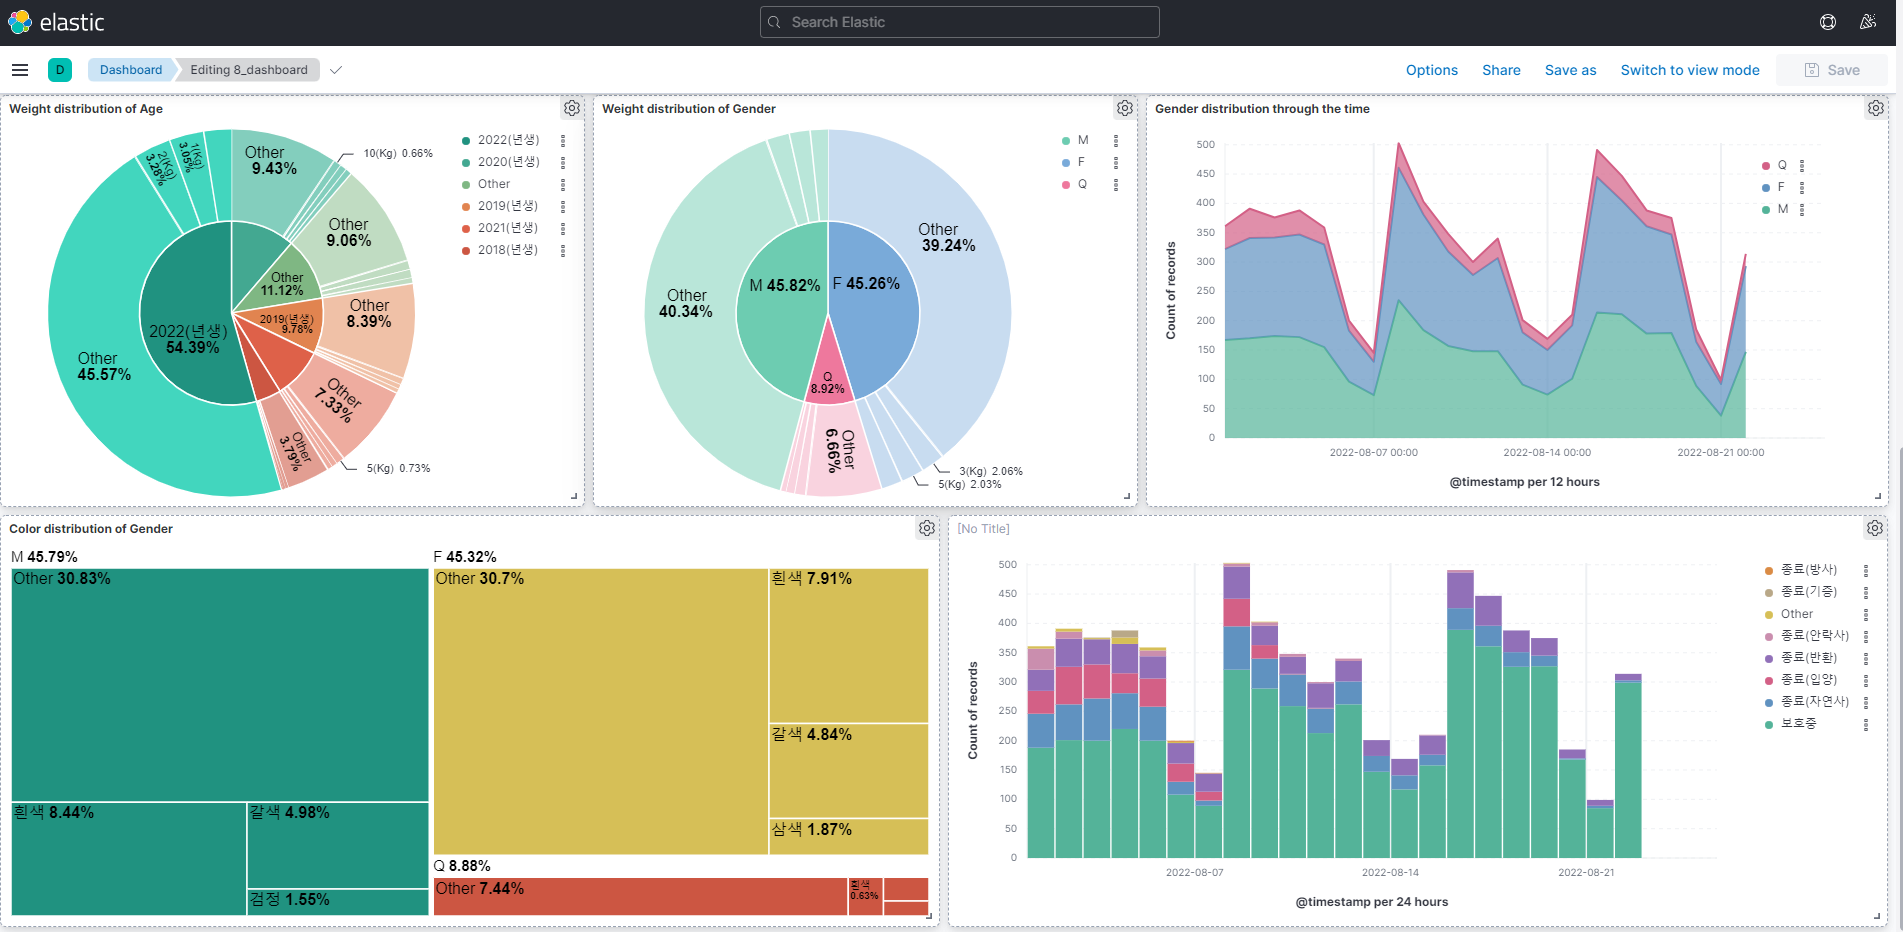 elastic
Search Elastic
D
Dashboard
Editing 8_dashboard
Options
Share
Save as
Switch to view mode
Save
Weight distribution of Age
Other
9.43%
10(Kg) 0.66%
Other
9.06%
Other
8.39%
Other
7.33%
5(Kg) 0.73%
Other
3.79%
Other
45.57%
2(Kg)
3.28%
1(Kg)
3.05%
Other
11.12%
2019(년생)
9.78%
2022(년생)
54.39%
2022(년생)
2020(년생)
Other
2019(년생)
2021(년생)
2018(년생)
Weight distribution of Gender
Other
39.24%
Other
40.34%
M 45.82%
F 45.26%
Q
8.92%
Other
6.66%
3(Kg) 2.06%
5(Kg) 2.03%
M
F
Q
Gender distribution through the time
Count of records
500
450
400
350
300
250
200
150
100
50
0
2022-08-07 00:00
2022-08-14 00:00
2022-08-21 00:00
@timestamp per 12 hours
Q
F
M
Color distribution of Gender
M 45.79%
Other 30.83%
흰색 8.44%
갈색 4.98%
검정 1.55%
F 45.32%
Other 30.7%
흰색 7.91%
갈색 4.84%
삼색 1.87%
Q 8.88%
Other 7.44%
흰색
0.63%
[No Title]
Count of records
500
450
400
350
300
250
200
150
100
50
0
2022-08-07
2022-08-14
2022-08-21
@timestamp per 24 hours
종료(방사)
종료(기증)
Other
종료(안락사)
종료(반환)
종료(입양)
종료(자연사)
보호중